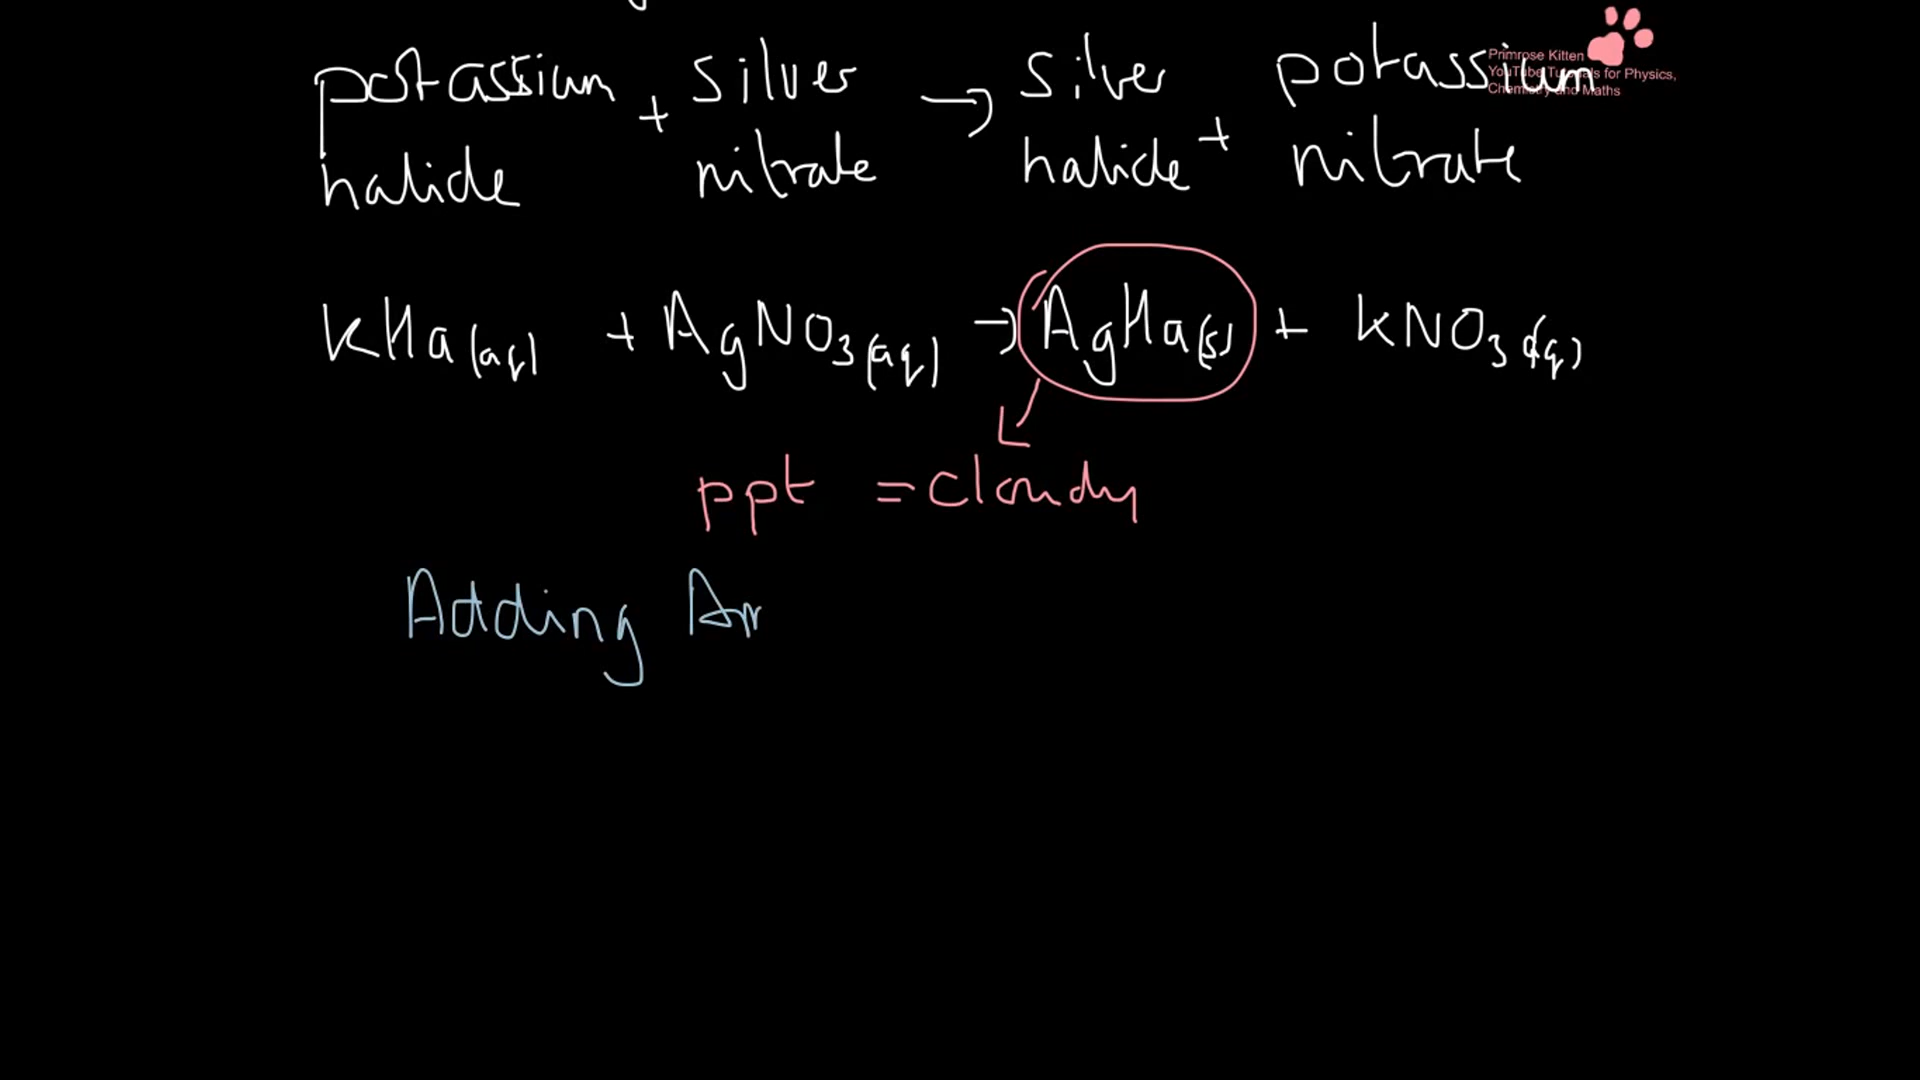 potassium + silver → silver + potassium
halide nitrate halide nitrate
Primrose Kitten
YouTube Tutorials for Physics,
Chemistry and Maths
KHa(aq) + AgNO3(aq) → AgHa(s) + KNO3(aq)
ppt = cloudy
Adding Am